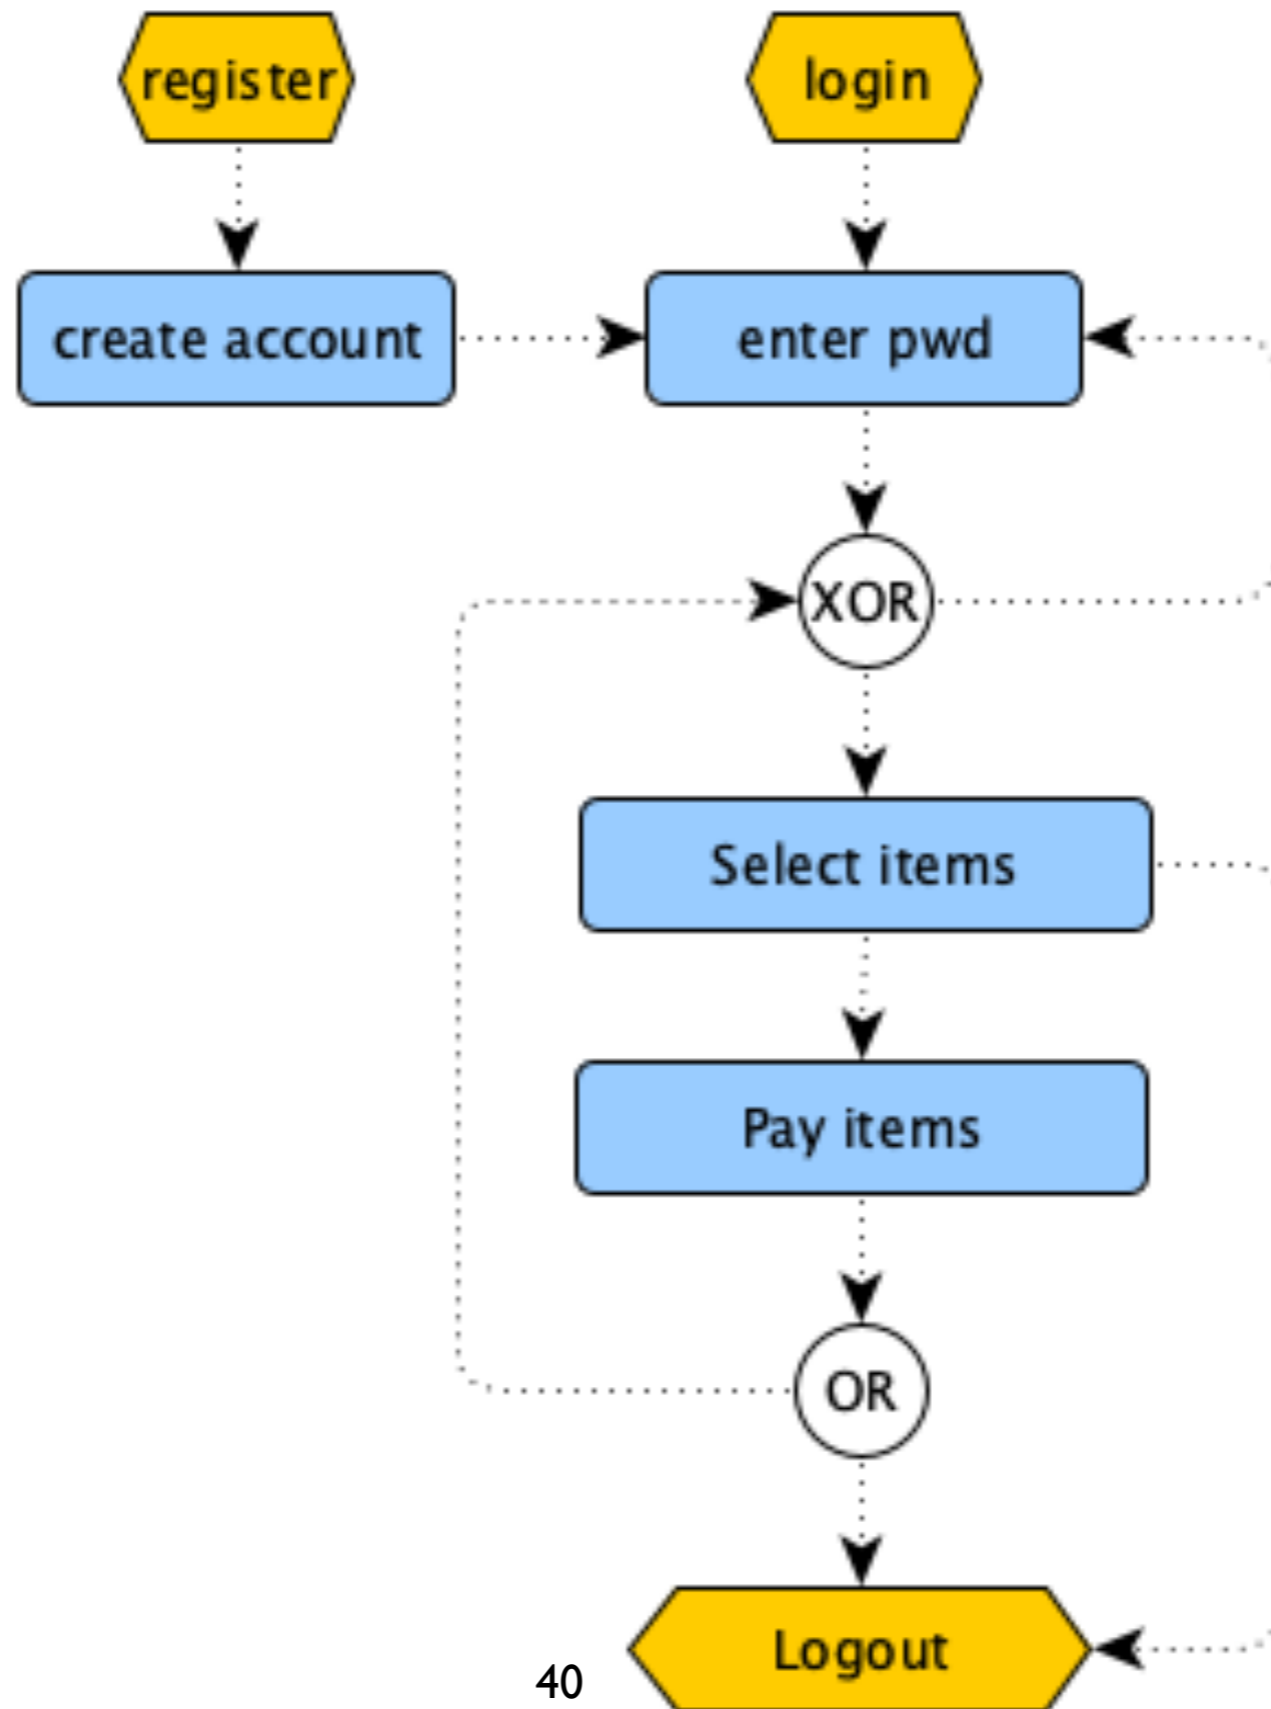 register
login
create account
enter pwd
XOR
Select items
Pay items
OR
Logout
40